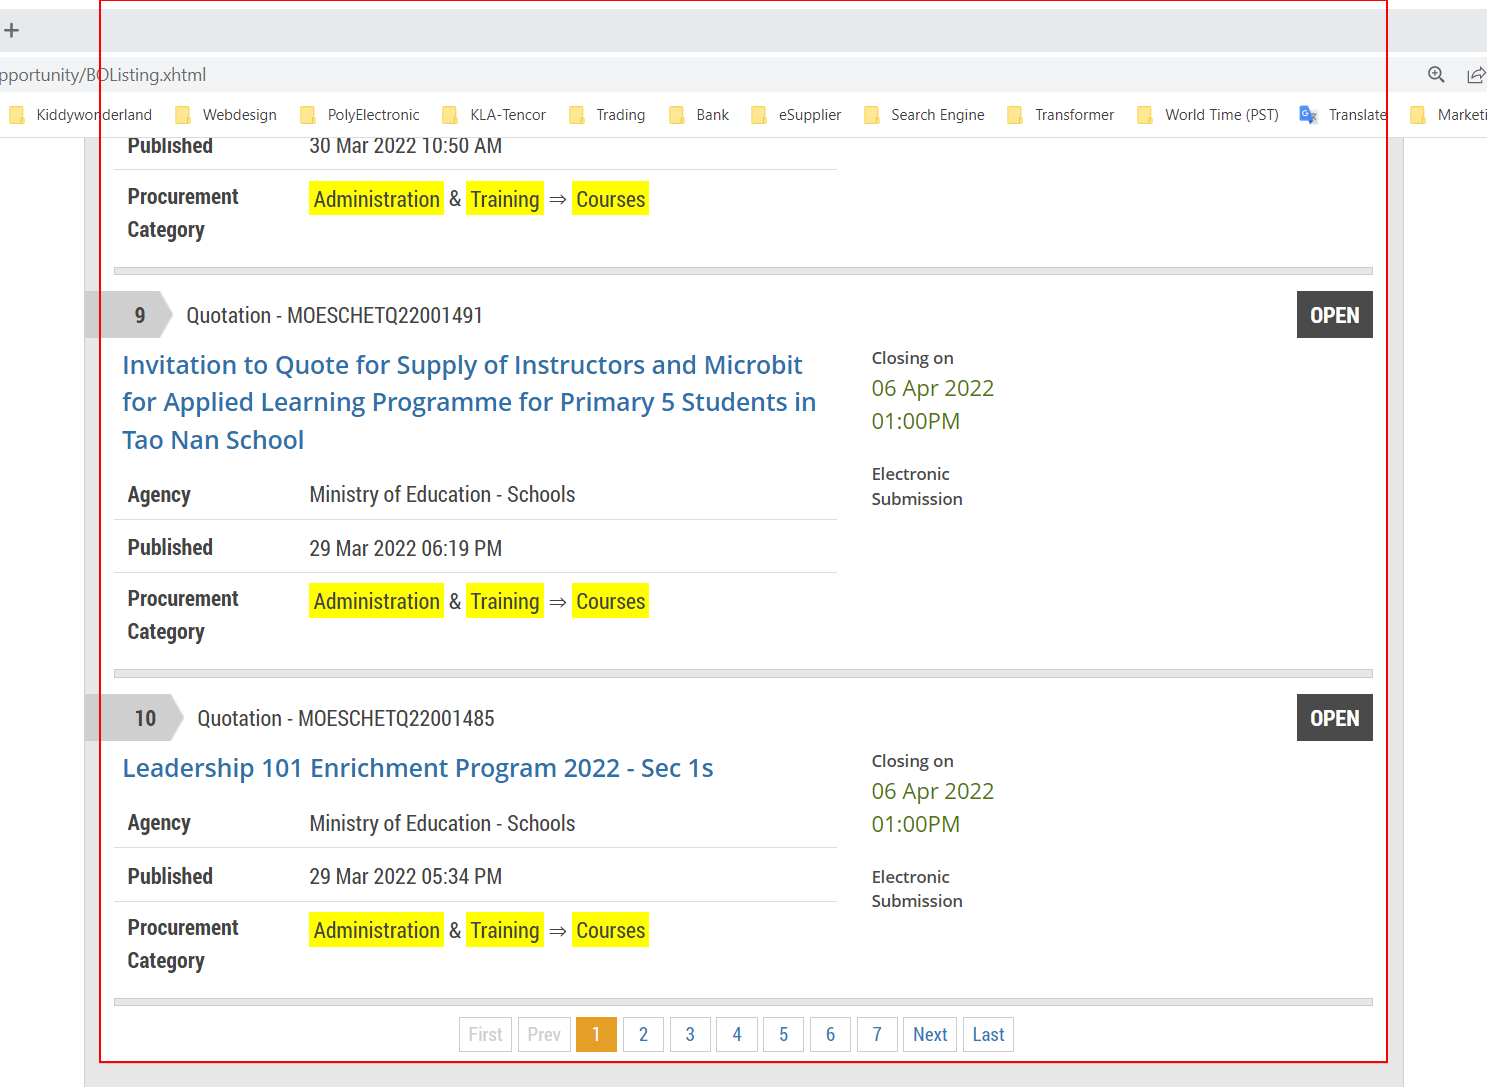 +
pportunity/BOListing.xhtml
Kiddywonderland Webdesign PolyElectronic KLA-Tencor Trading Bank eSupplier Search Engine Transformer World Time (PST) Translate Marketi
Published 30 Mar 2022 10:50 AM
Procurement Category Administration & Training ⇒ Courses
9 Quotation - MOESCHETQ22001491 OPEN
Invitation to Quote for Supply of Instructors and Microbit
for Applied Learning Programme for Primary 5 Students in
Tao Nan School
Closing on
06 Apr 2022
01:00PM
Electronic
Submission
Agency Ministry of Education - Schools
Published 29 Mar 2022 06:19 PM
Procurement Category Administration & Training ⇒ Courses
10 Quotation - MOESCHETQ22001485 OPEN
Leadership 101 Enrichment Program 2022 - Sec 1s
Closing on
06 Apr 2022
01:00PM
Electronic
Submission
Agency Ministry of Education - Schools
Published 29 Mar 2022 05:34 PM
Procurement Category Administration & Training ⇒ Courses
First Prev 1 2 3 4 5 6 7 Next Last